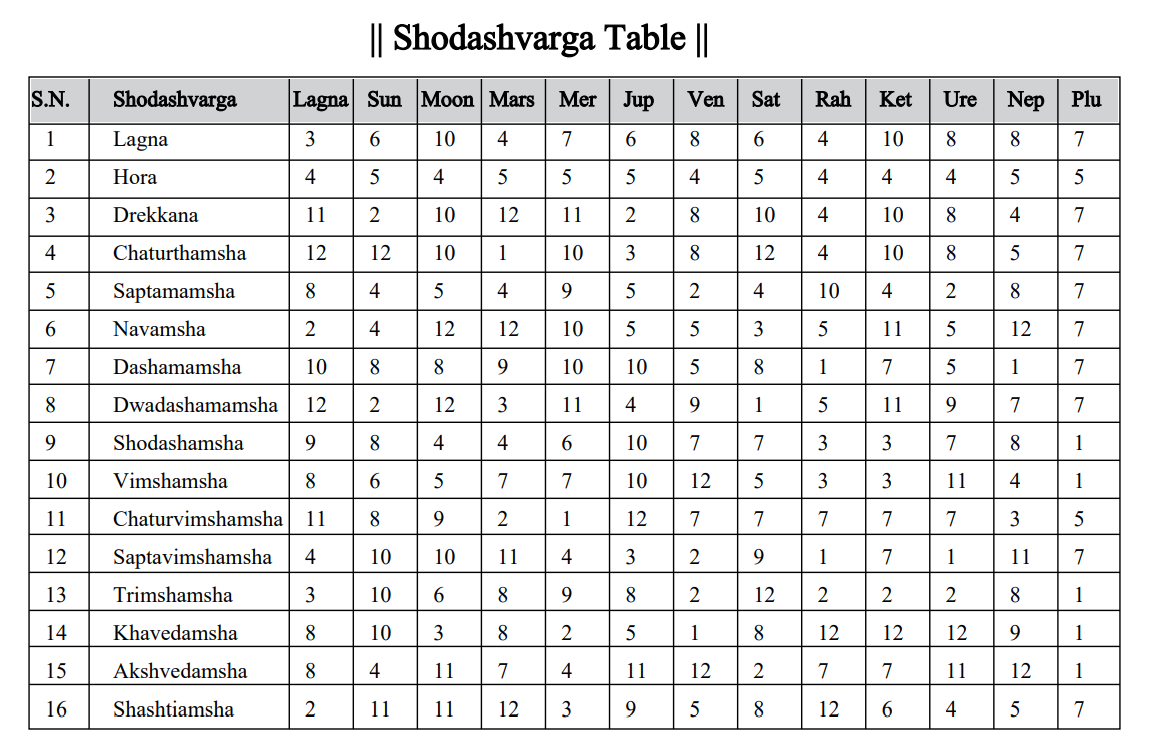 || Shodashvarga Table ||
S.N. Shodashvarga Lagna Sun Moon Mars Mer Jup Ven Sat Rah Ket Ure Nep Plu
1 Lagna 3 6 10 4 7 6 8 6 4 10 8 8 7
2 Hora 4 5 4 5 5 5 4 5 4 4 4 5 5
3 Drekkana 11 2 10 12 11 2 8 10 4 10 8 4 7
4 Chaturthamsha 12 12 10 1 10 3 8 12 4 10 8 5 7
5 Saptamamsha 8 4 5 4 9 5 2 4 10 4 2 8 7
6 Navamsha 2 4 12 12 10 5 5 3 5 11 5 12 7
7 Dashamamsha 10 8 8 9 10 10 5 8 1 7 5 1 7
8 Dwadashamamsha 12 2 12 3 11 4 9 1 5 11 9 7 7
9 Shodashamsha 9 8 4 4 6 10 7 7 3 3 7 8 1
10 Vimshamsha 8 6 5 7 7 10 12 5 3 3 11 4 1
11 Chaturvimshamsha 11 8 9 2 1 12 7 7 7 7 7 3 5
12 Saptavimshamsha 4 10 10 11 4 3 2 9 1 7 1 11 7
13 Trimshamsha 3 10 6 8 9 8 2 12 2 2 2 8 1
14 Khavedamsha 8 10 3 8 2 5 1 8 12 12 12 9 1
15 Akshvedamsha 8 4 11 7 4 11 12 2 7 7 11 12 1
16 Shashtiamsha 2 11 11 12 3 9 5 8 12 6 4 5 7